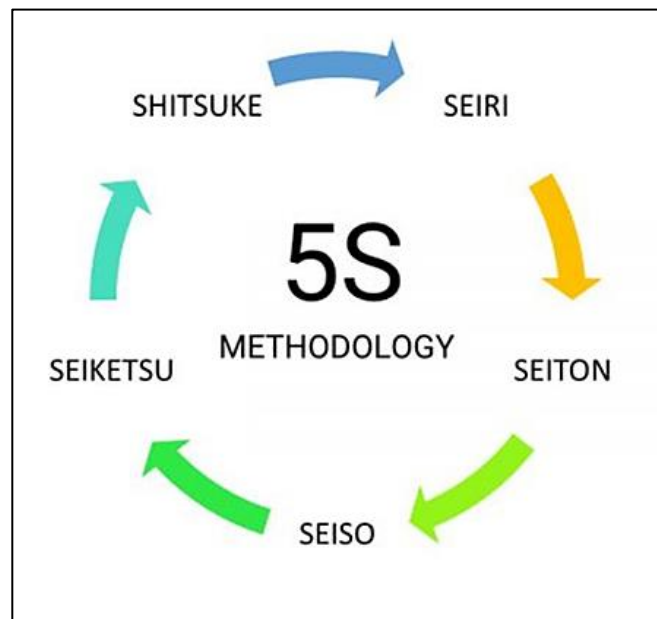 SHITSUKE
SEIRI
5S
METHODOLOGY
SEIKETSU
SEITON
SEISO